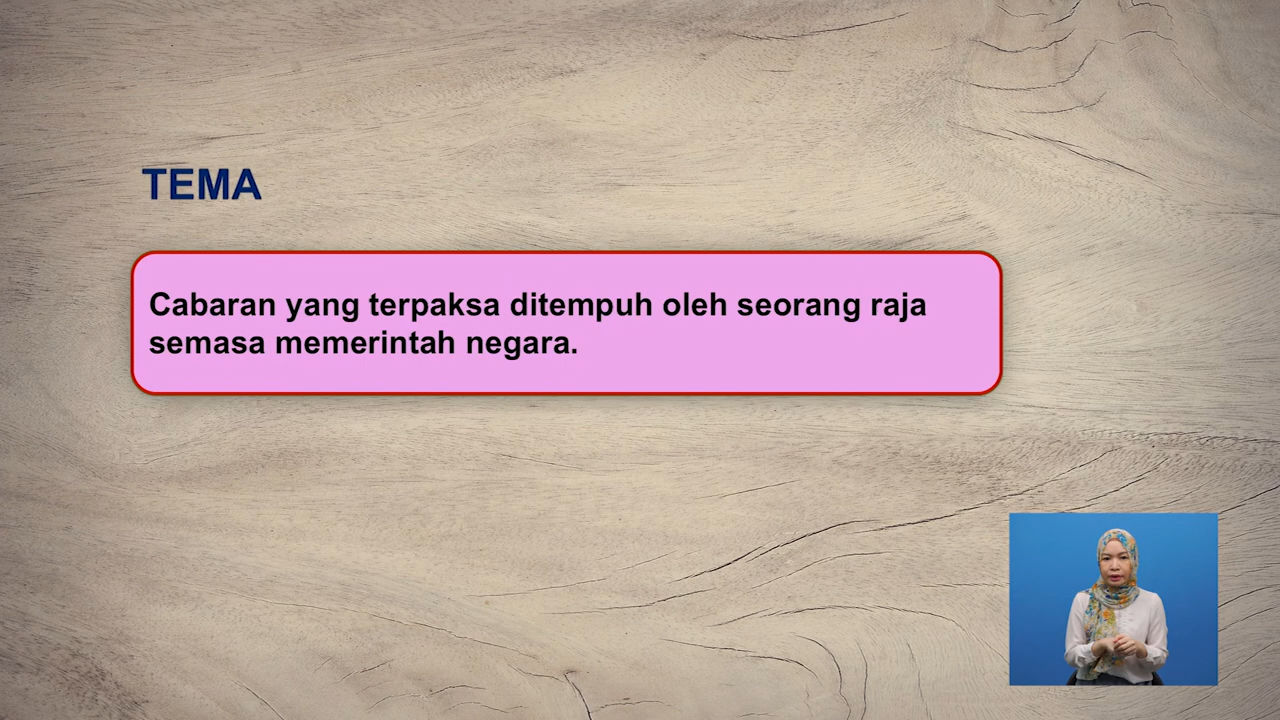 TEMA
Cabaran yang terpaksa ditempuh oleh seorang raja
semasa memerintah negara.